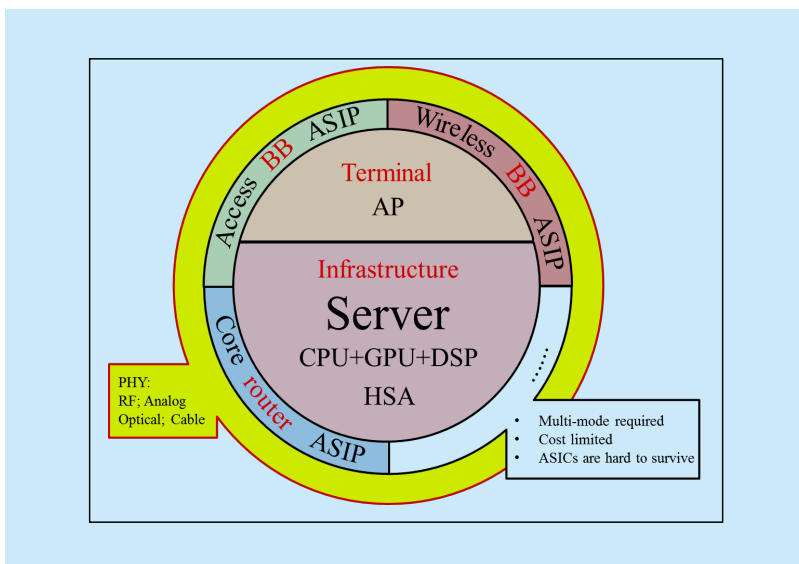 Access BB ASIP
Wireless BB ASIP
Terminal
AP
Infrastructure
Server
CPU+GPU+DSP
HSA
Core router ASIP
......
PHY:
RF; Analog
Optical; Cable
• Multi-mode required
• Cost limited
• ASICs are hard to survive